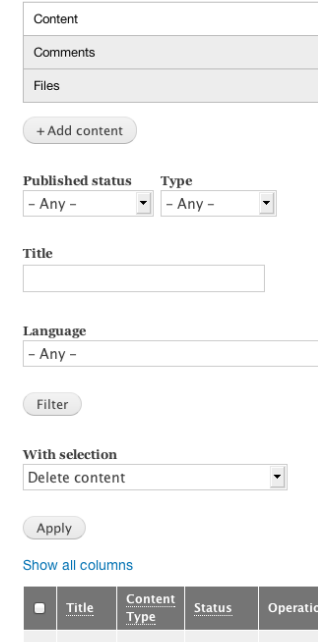 Content
Comments
Files
+ Add content
Published status Type
– Any – – Any –
Title
Language
– Any –
Filter
With selection
Delete content
Apply
Show all columns
Title Content Type Status Operatio